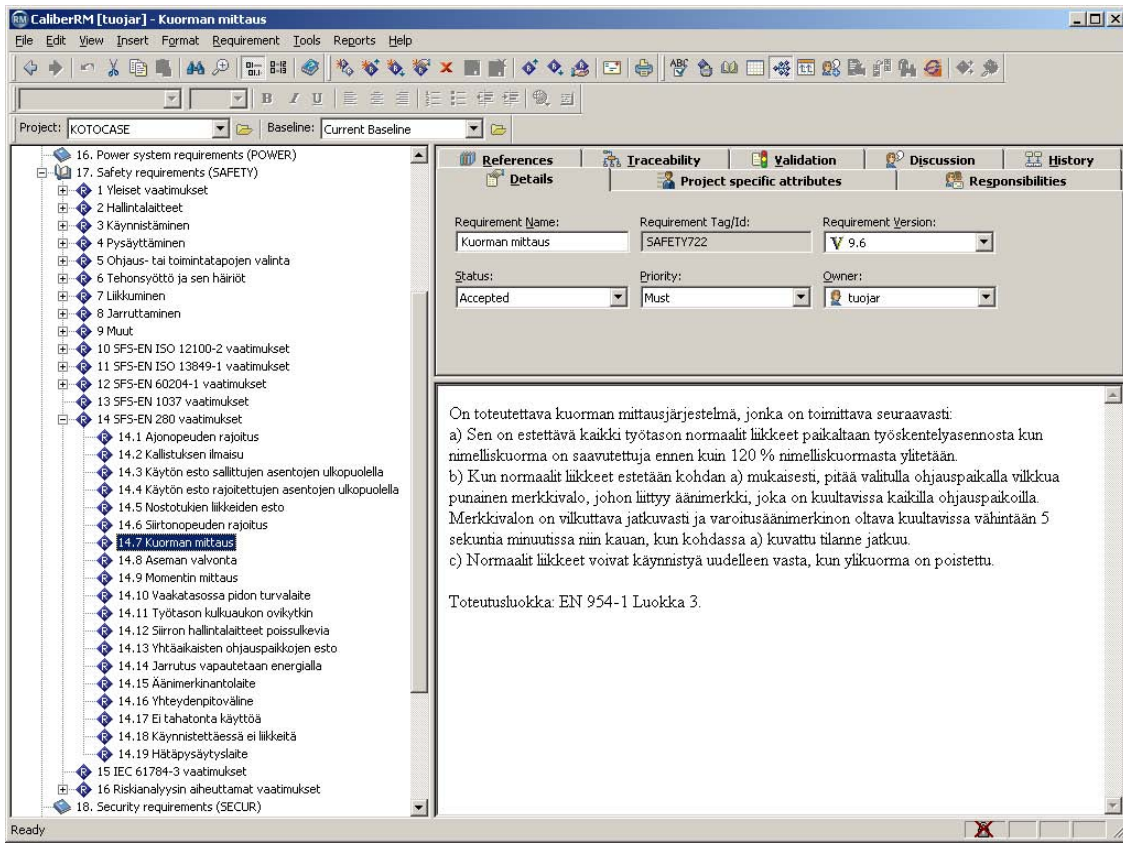 CaliberRM [tuojar] - Kuorman mittaus
File Edit View Insert Format Requirement Tools Reports Help
Project: KOTOCASE Baseline: Current Baseline
16. Power system requirements (POWER)
17. Safety requirements (SAFETY)
1 Yleiset vaatimukset
2 Hallintalaitteet
3 Käynnistäminen
4 Pysäyttäminen
5 Ohjaus- tai toimintatapojen valinta
6 Tehonsyöttö ja sen häiriöt
7 Liikkuminen
8 Jarruttaminen
9 Muut
10 SFS-EN ISO 12100-2 vaatimukset
11 SFS-EN ISO 13849-1 vaatimukset
12 SFS-EN 60204-1 vaatimukset
13 SFS-EN 1037 vaatimukset
14 SFS-EN 280 vaatimukset
14.1 Ajonopeuden rajoitus
14.2 Kallistuksen ilmaisu
14.3 Käytön esto sallittujen asentojen ulkopuolella
14.4 Käytön esto rajoitettujen asentojen ulkopuolella
14.5 Nostotukien liikkeiden esto
14.6 Siirtonopeuden rajoitus
14.7 Kuorman mittaus
14.8 Aseman valvonta
14.9 Momentin mittaus
14.10 Vaakatasossa pidon turvalaite
14.11 Työtason kulkuaukon ovikytkin
14.12 Siirron hallintalaitteet poissulkevia
14.13 Yhtäaikaisten ohjauspaikkojen esto
14.14 Jarrutus vapautetaan energialla
14.15 Äänimerkinantolaite
14.16 Yhteydenpitoväline
14.17 Ei tahatonta käyttöä
14.18 Käynnistettäessä ei liikkeitä
14.19 Hätäpysäytyslaite
15 IEC 61784-3 vaatimukset
16 Riskianalyysin aiheuttamat vaatimukset
18. Security requirements (SECUR)
References Traceability Validation Discussion History
Details Project specific attributes Responsibilities
Requirement Name: Requirement Tag/Id: Requirement Version:
Kuorman mittaus SAFETY722 9.6
Status: Priority: Owner:
Accepted Must tuojar
On toteutettava kuorman mittausjärjestelmä, jonka on toimittava seuraavasti:
a) Sen on estettävä kaikki työtason normaalit liikkeet paikaltaan työskentelyasennosta kun
nimelliskuorma on saavutettuja ennen kuin 120 % nimelliskuormasta ylitetään.
b) Kun normaalit liikkeet estetään kohdan a) mukaisesti, pitää valitulla ohjauspaikalla vilkkua
punainen merkkivalo, johon liittyy äänimerkki, joka on kuultavissa kaikilla ohjauspaikoilla.
Merkkivalon on vilkuttava jatkuvasti ja varoitusäänimerkinon oltava kuultavissa vähintään 5
sekuntia minuutissa niin kauan, kun kohdassa a) kuvattu tilanne jatkuu.
c) Normaalit liikkeet voivat käynnistyä uudelleen vasta, kun ylikuorma on poistettu.
Toteutusluokka: EN 954-1 Luokka 3.
Ready